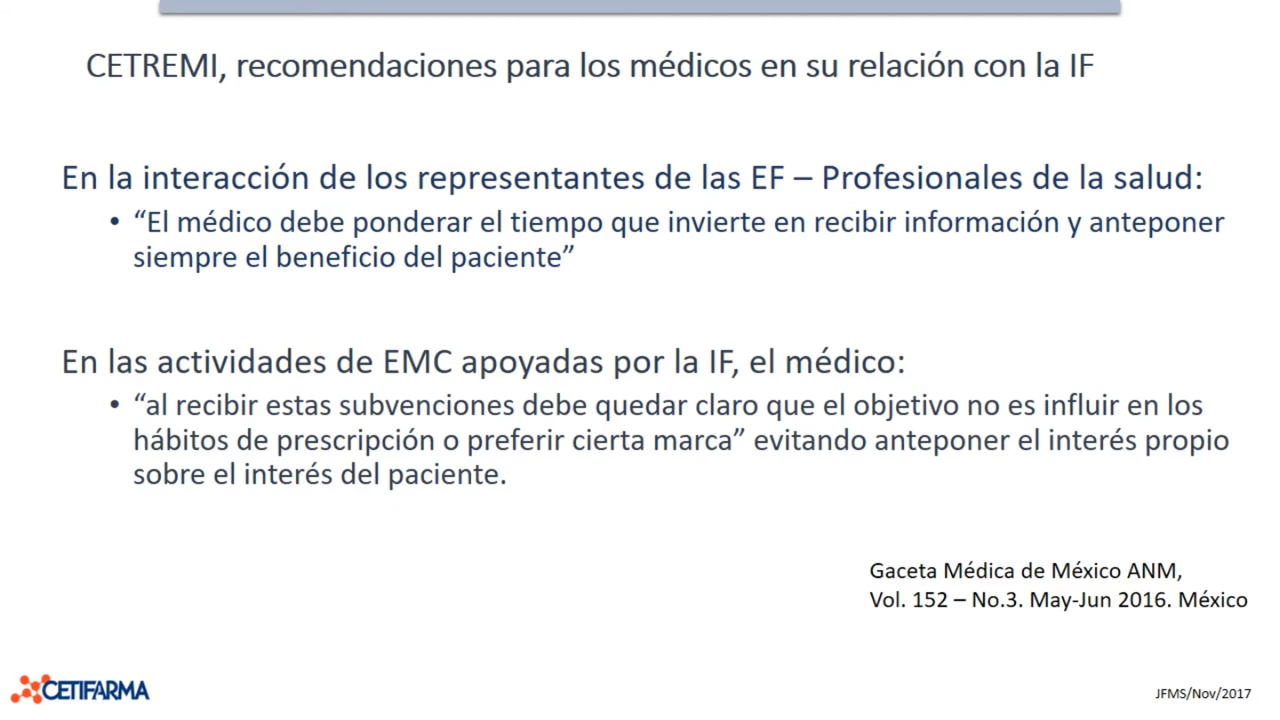 CETREMI, recomendaciones para los médicos en su relación con la IF
En la interacción de los representantes de las EF – Profesionales de la salud:
• “El médico debe ponderar el tiempo que invierte en recibir información y anteponer
siempre el beneficio del paciente”
En las actividades de EMC apoyadas por la IF, el médico:
• “al recibir estas subvenciones debe quedar claro que el objetivo no es influir en los
hábitos de prescripción o preferir cierta marca” evitando anteponer el interés propio
sobre el interés del paciente.
Gaceta Médica de México ANM,
Vol. 152 – No.3. May-Jun 2016. México
CETIFARMA
JFMS/Nov/2017